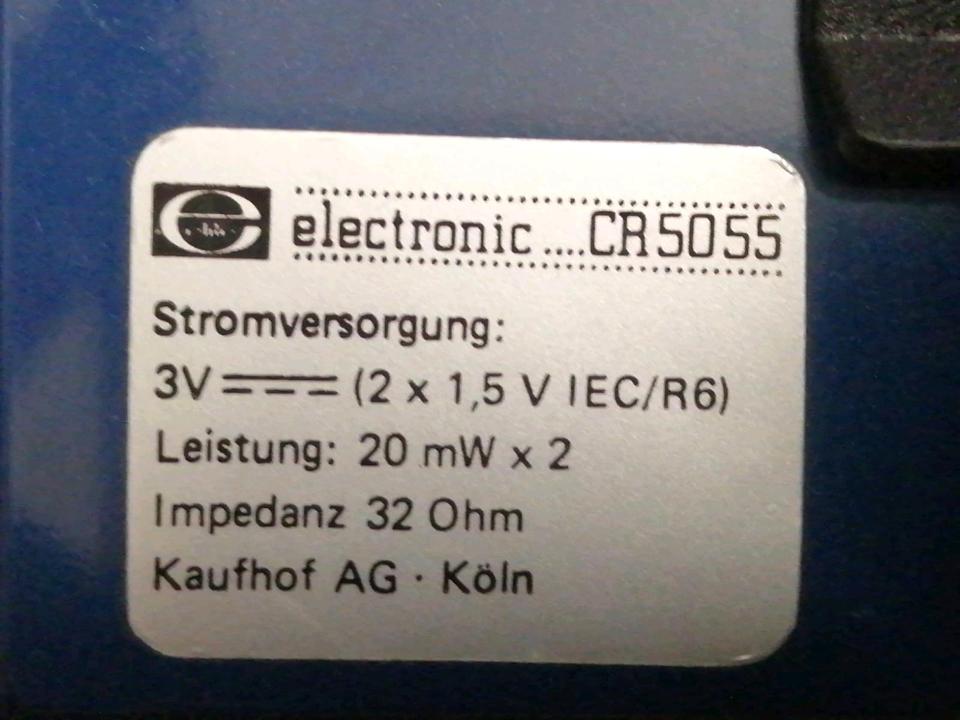 e electronic ....CR5055
Stromversorgung:
3V (2 x 1,5 V IEC/R6)
Leistung: 20 mW x 2
Impedanz 32 Ohm
Kaufhof AG · Köln